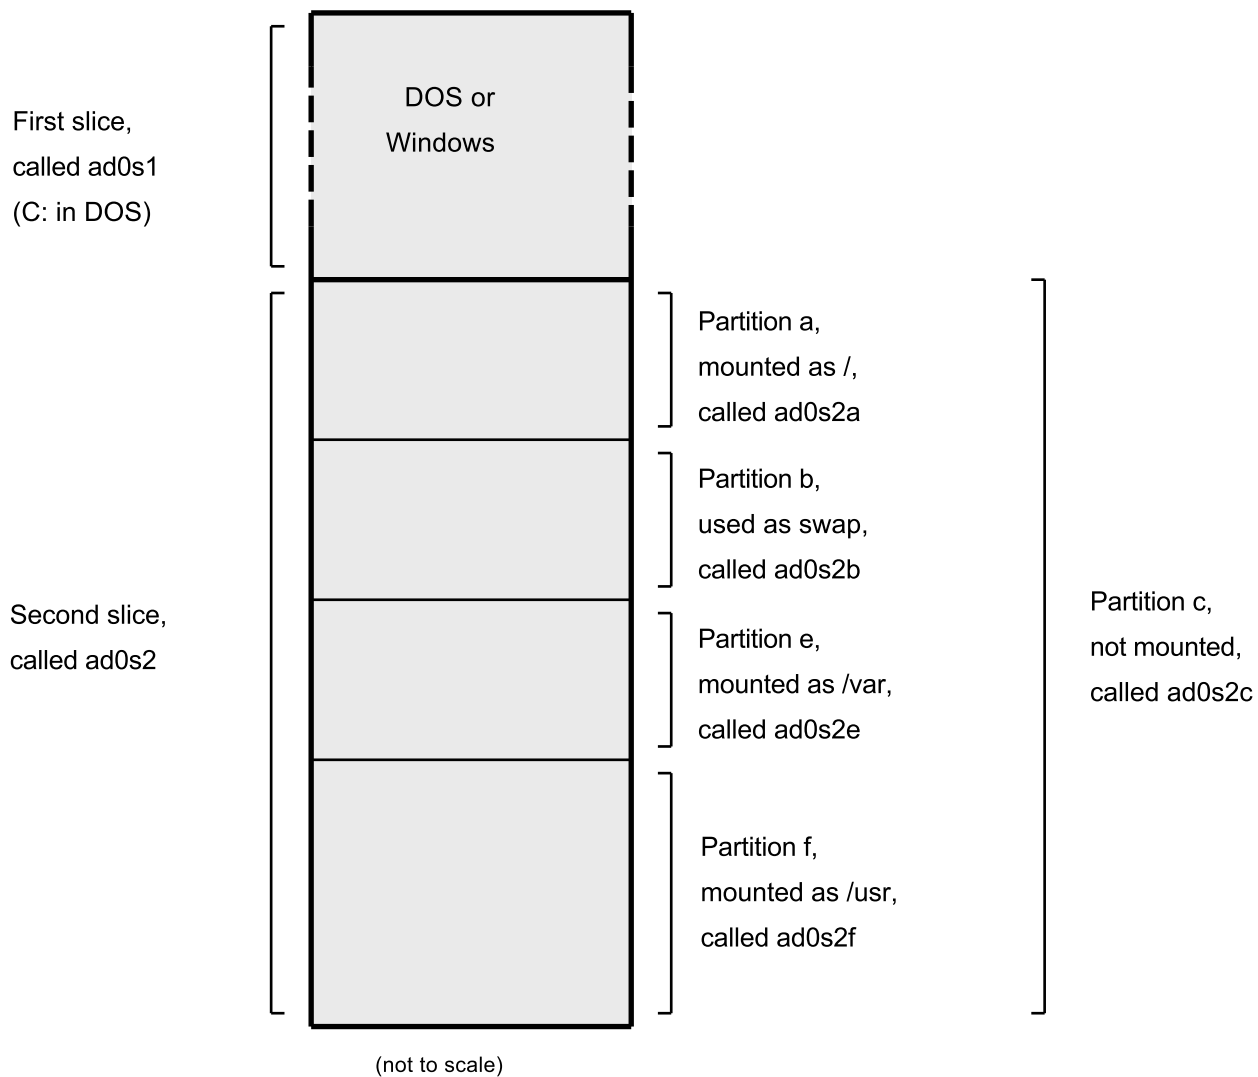 DOS or
Windows
First slice,
called ad0s1
(C: in DOS)
Partition a,
mounted as /,
called ad0s2a
Partition b,
used as swap,
called ad0s2b
Second slice,
called ad0s2
Partition e,
mounted as /var,
called ad0s2e
Partition c,
not mounted,
called ad0s2c
Partition f,
mounted as /usr,
called ad0s2f
(not to scale)